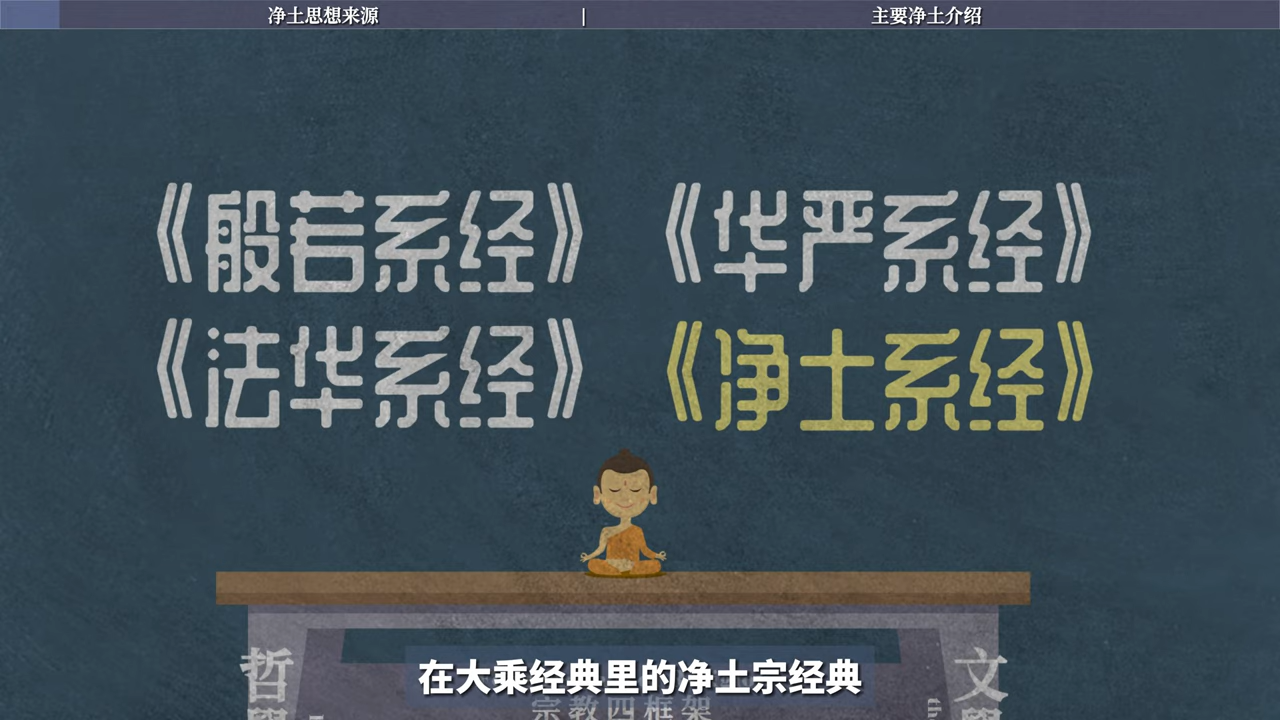 净土思想来源 | 主要净土介绍
《般若系经》 《华严系经》
《法华系经》 《净土系经》
哲學
文學
在大乘经典里的净土宗经典
宗教四框架